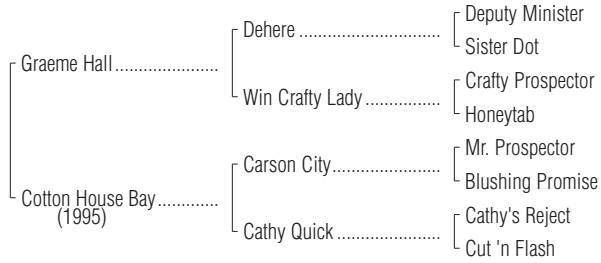 Deputy Minister
Dehere
Sister Dot
Graeme Hall
Crafty Prospector
Win Crafty Lady
Honeytab
Mr. Prospector
Carson City
Blushing Promise
Cotton House Bay
(1995)
Cathy's Reject
Cathy Quick
Cut 'n Flash